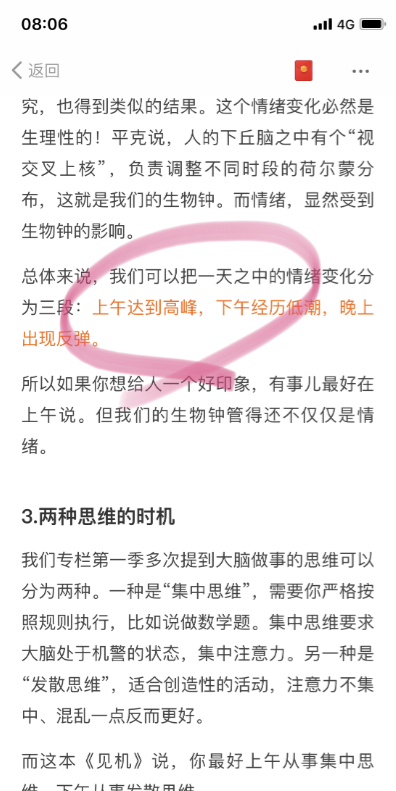 08:06
4G
返回
究，也得到类似的结果。这个情绪变化必然是
生理性的！平克说，人的下丘脑之中有个“视
交叉上核”，负责调整不同时段的荷尔蒙分
布，这就是我们的生物钟。而情绪，显然受到
生物钟的影响。
总体来说，我们可以把一天之中的情绪变化分
为三段：上午达到高峰，下午经历低潮，晚上
出现反弹。
所以如果你想给人一个好印象，有事儿最好在
上午说。但我们的生物钟管得还不仅仅是情
绪。
3.两种思维的时机
我们专栏第一季多次提到大脑做事的思维可以
分为两种。一种是“集中思维”，需要你严格按
照规则执行，比如说做数学题。集中思维要求
大脑处于机警的状态，集中注意力。另一种是
“发散思维”，适合创造性的活动，注意力不集
中、混乱一点反而更好。
而这本《见机》说，你最好上午从事集中思
维，下午从事发散思维